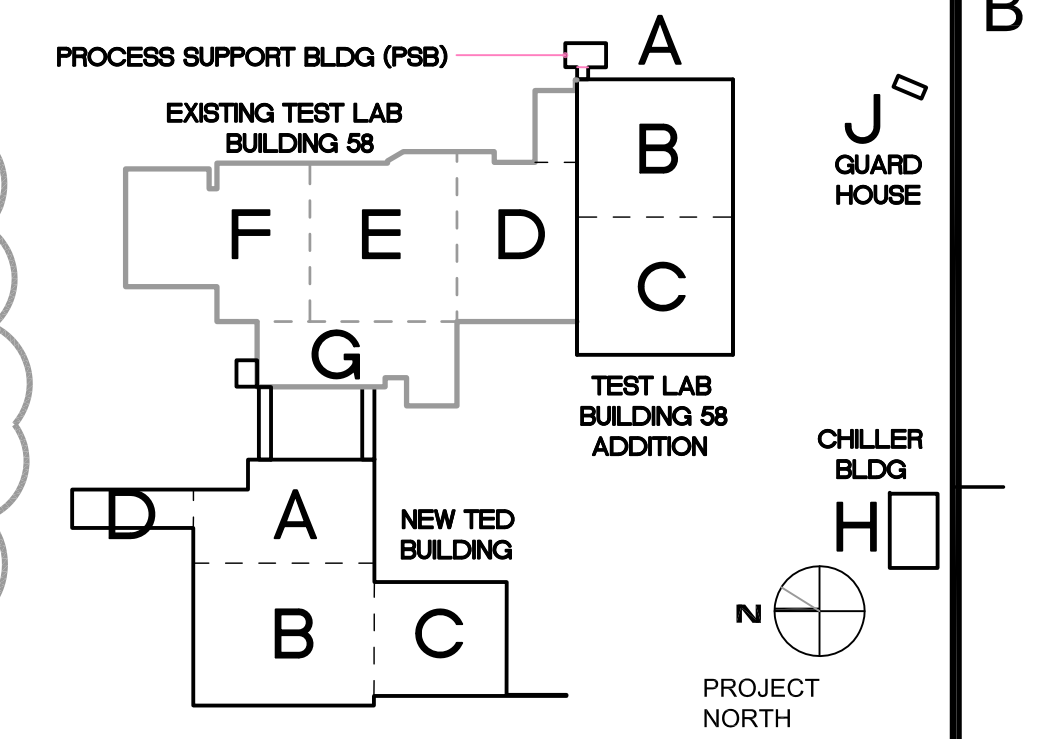 B
PROCESS SUPPORT BLDG (PSB)
A
EXISTING TEST LAB
BUILDING 58
J
GUARD
HOUSE
B
F
E
D
C
G
TEST LAB
BUILDING 58
ADDITION
CHILLER
BLDG
H
D
A
NEW TED
BUILDING
B
C
N
PROJECT
NORTH